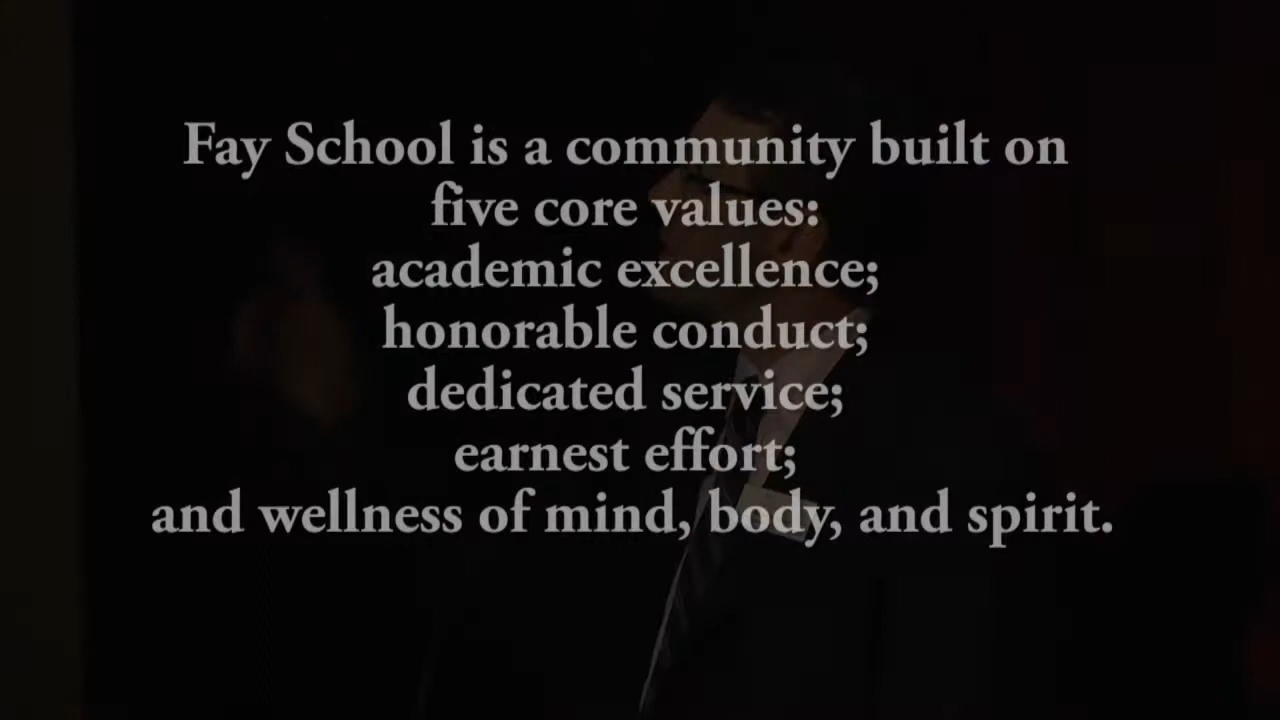 Fay School is a community built on
five core values:
academic excellence;
honorable conduct;
dedicated service;
earnest effort;
and wellness of mind, body, and spirit.